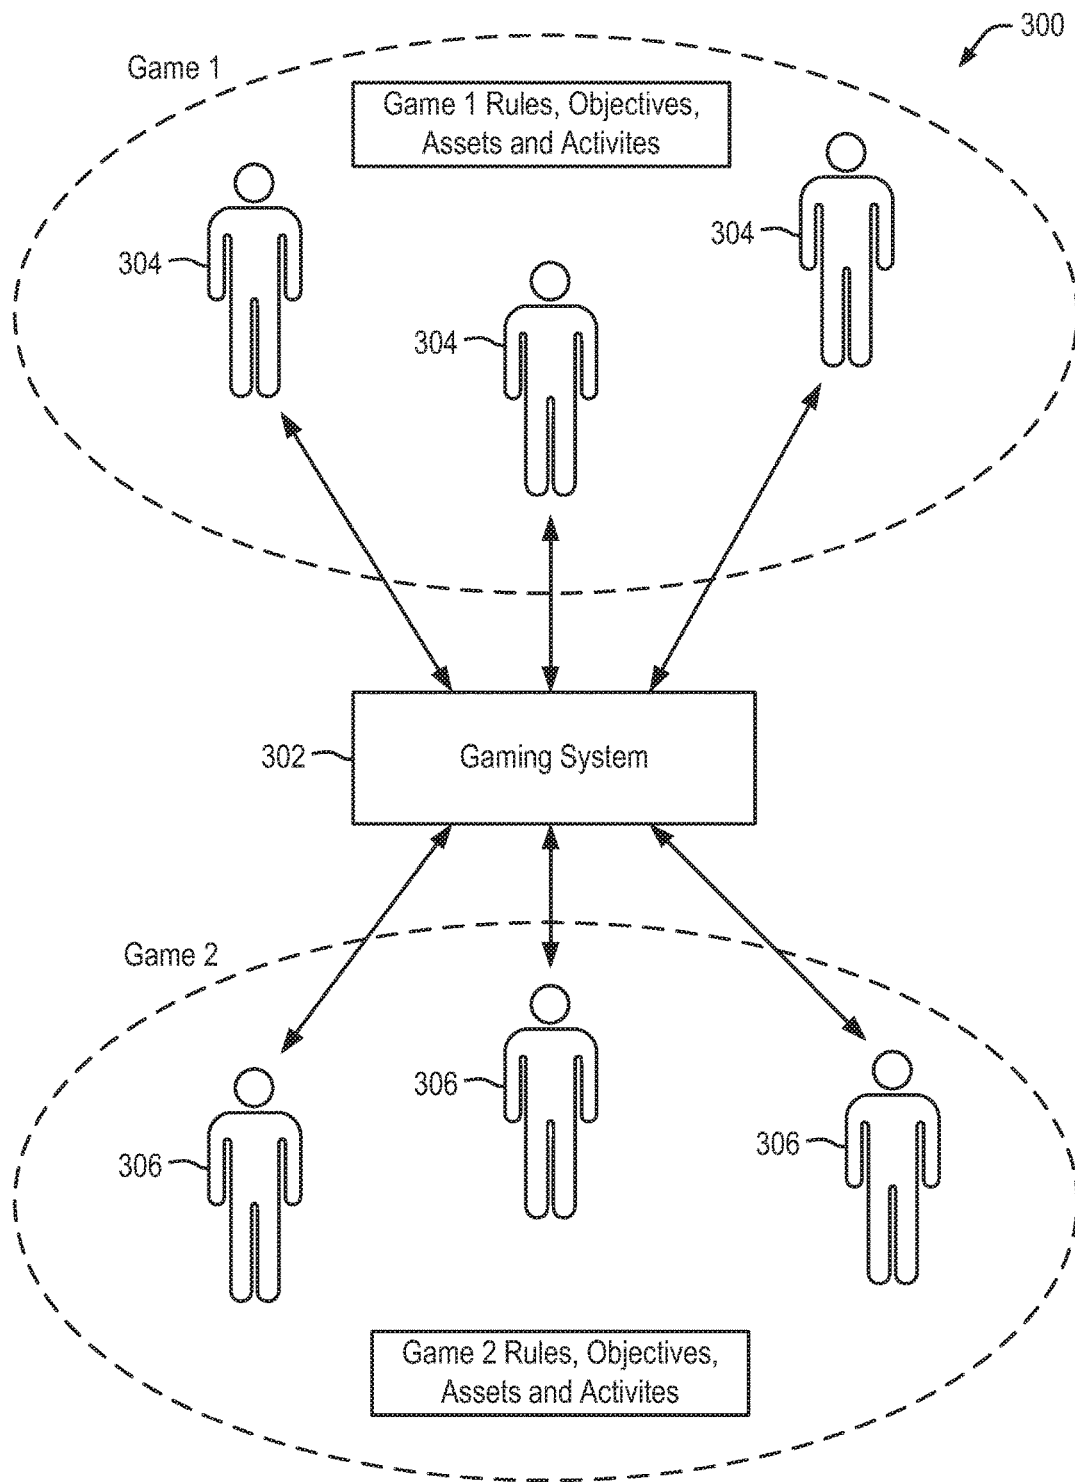 300
Game 1
Game 1 Rules, Objectives,
Assets and Activites
304
304
304
302
Gaming System
Game 2
306
306
306
Game 2 Rules, Objectives,
Assets and Activites